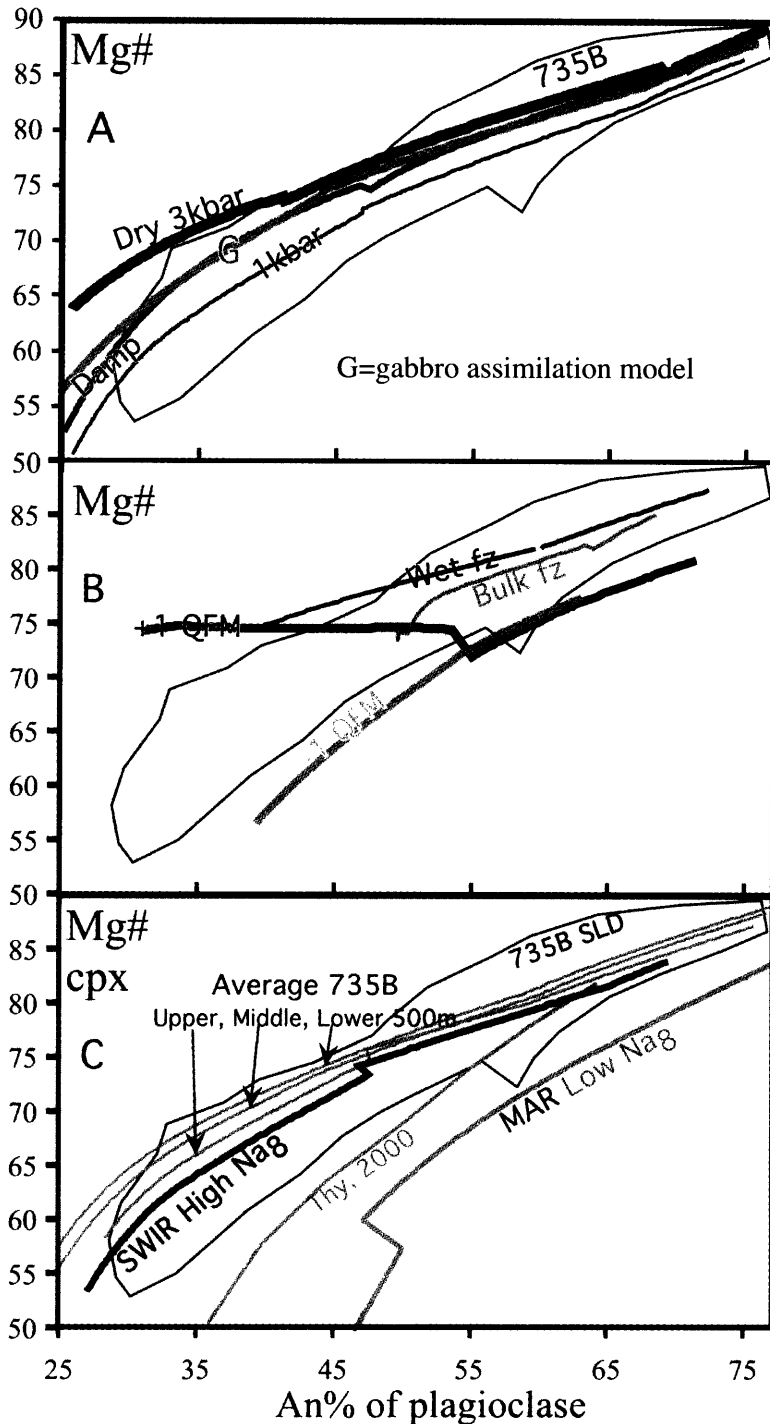 90
Mg#
735B
85
A
80
75
Dry 3kbar
70
G
1kbar
65
60
Damp
G=gabbro assimilation model
55
50
Mg#
85
Wet fz
80
B
Bulk fz
75
+1 QFM
70
65
-1 QFM
60
55
50
Mg#
735B SLD
85
cpx
Average 735B
80
Upper, Middle, Lower 500m
75
C
70
MAR Low Na8
65
SWIR High Na8
Thy, 2000
60
55
50
25 35 45 55 65 75
An% of plagioclase